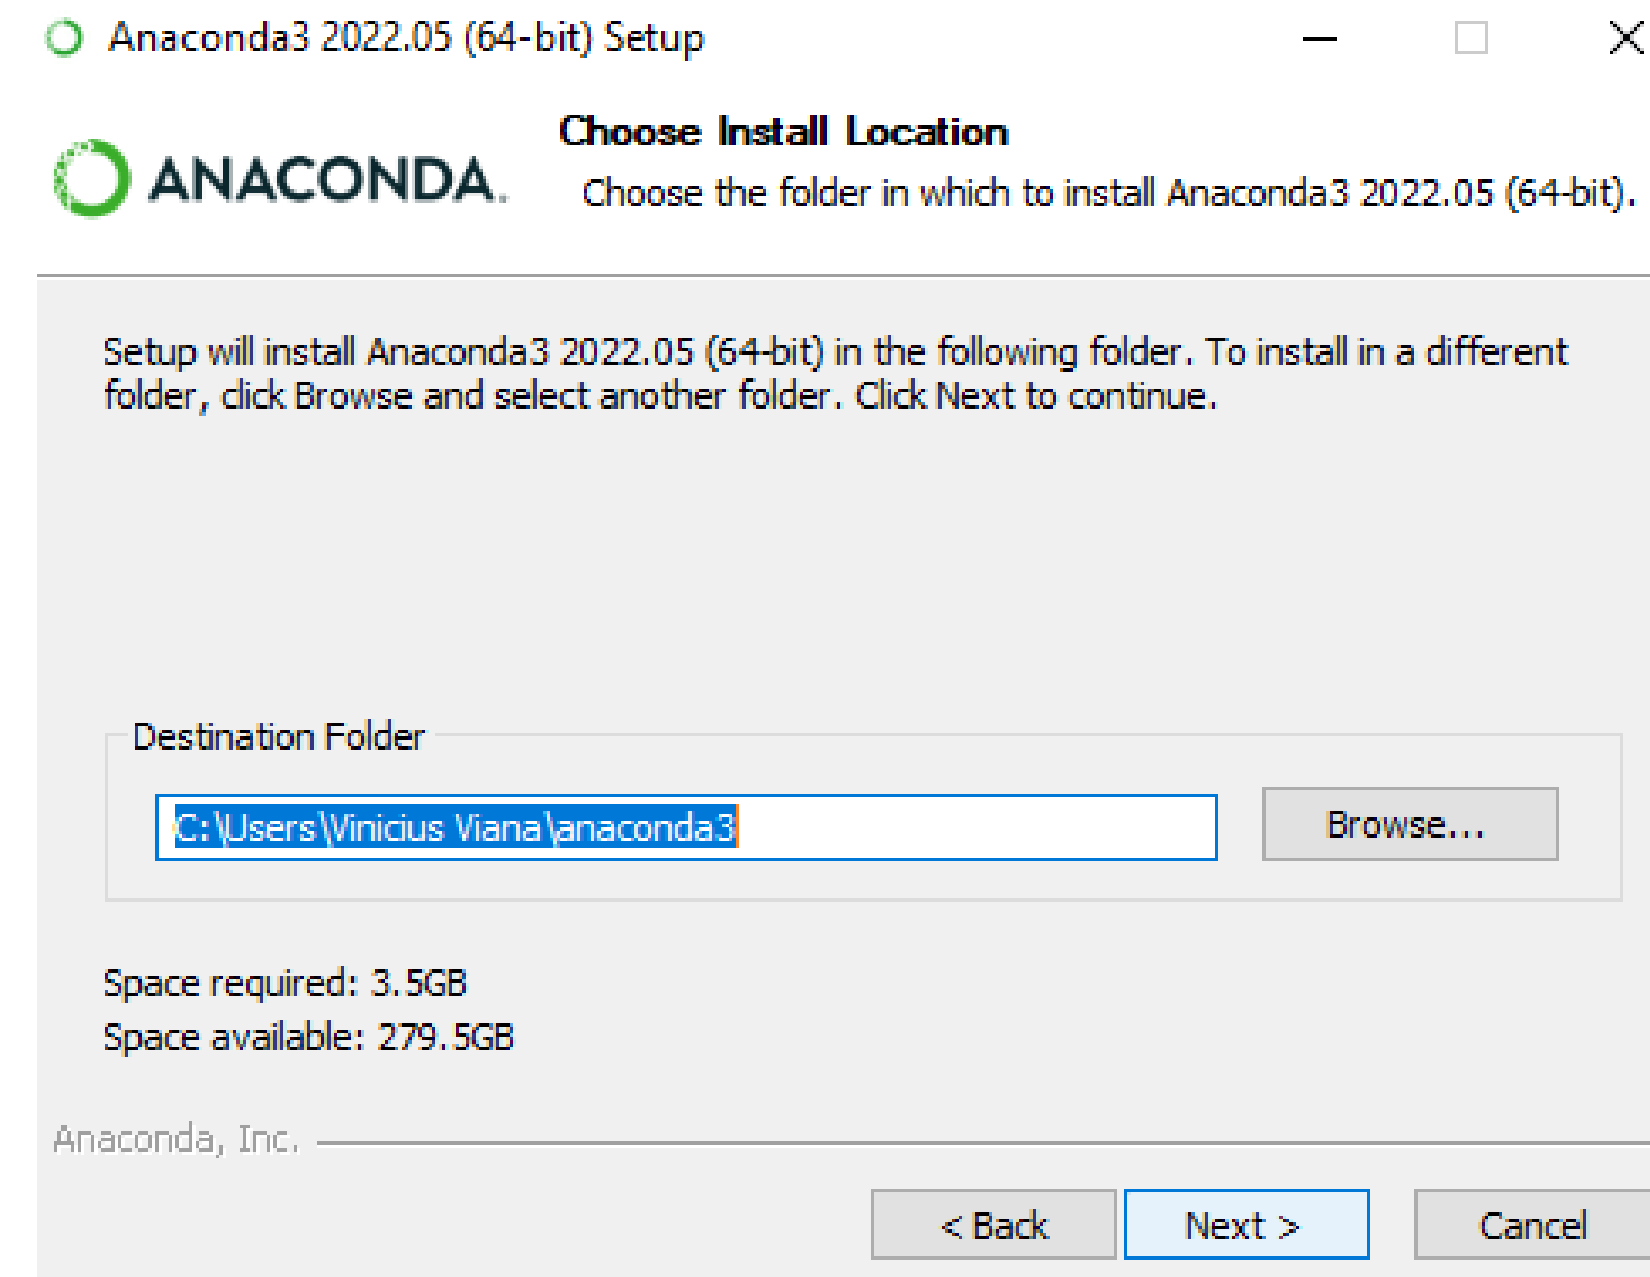 Anaconda3 2022.05 (64-bit) Setup
ANACONDA.
Choose Install Location
Choose the folder in which to install Anaconda3 2022.05 (64-bit).
Setup will install Anaconda3 2022.05 (64-bit) in the following folder. To install in a different
folder, click Browse and select another folder. Click Next to continue.
Destination Folder
C:\Users\Vinicius Viana\anaconda3
Browse...
Space required: 3.5GB
Space available: 279.5GB
Anaconda, Inc.
< Back
Next >
Cancel